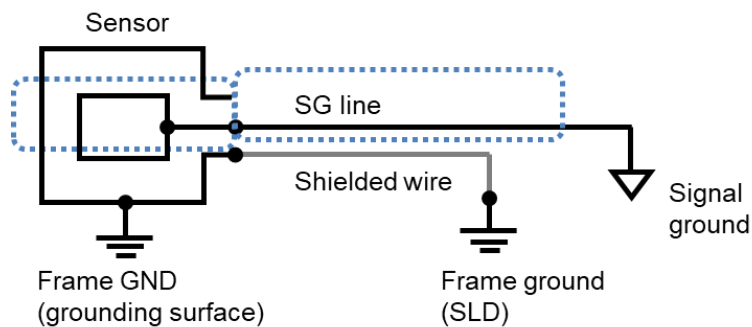 Sensor
SG line
Shielded wire
Signal
ground
Frame GND
(grounding surface)
Frame ground
(SLD)